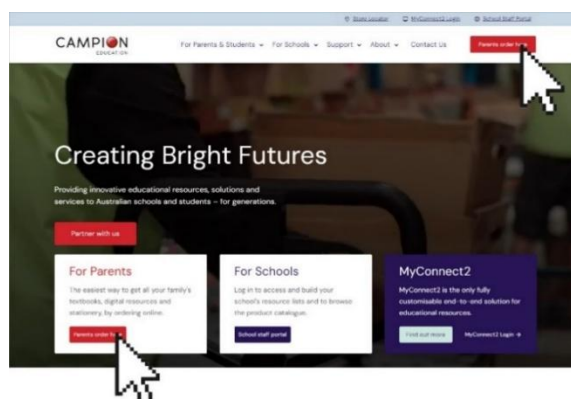 Store Locator MyConnect2 Login School Staff Portal
CAMPION
EDUCATION
For Parents & Students For Schools Support About Contact Us Parents order here
Creating Bright Futures
Providing innovative educational resources, solutions and
services to Australian schools and students – for generations.
Partner with us
For Parents
The easiest way to get all your family's
textbooks, digital resources and
stationery, by ordering online.
Parents order
For Schools
Log in to access and build your
school's resource lists and to browse
the product catalogue.
School staff portal
MyConnect2
MyConnect2 is the only fully
customisable end-to-end solution for
educational resources.
Find out more MyConnect2 Login →